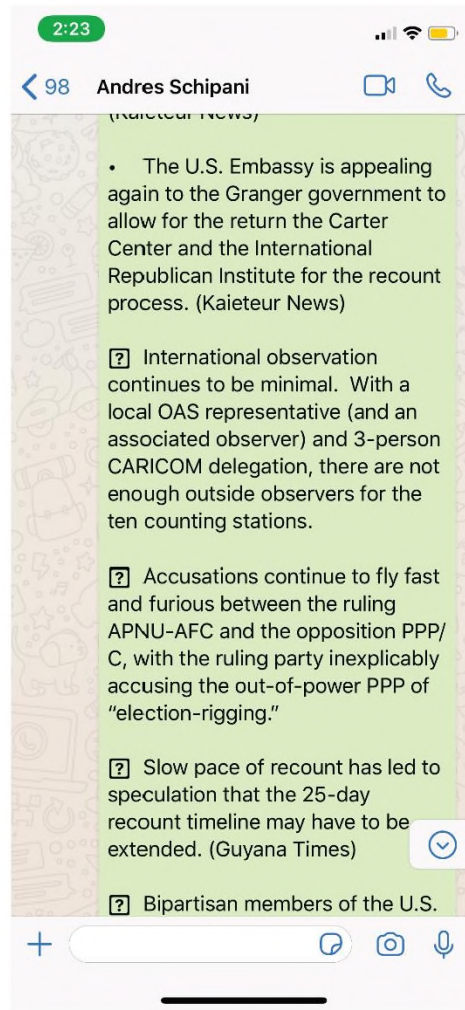 2:23
98 Andres Schipani
(Kaieteur News)
• The U.S. Embassy is appealing
again to the Granger government to
allow for the return the Carter
Center and the International
Republican Institute for the recount
process. (Kaieteur News)
? International observation
continues to be minimal. With a
local OAS representative (and an
associated observer) and 3-person
CARICOM delegation, there are not
enough outside observers for the
ten counting stations.
? Accusations continue to fly fast
and furious between the ruling
APNU-AFC and the opposition PPP/
C, with the ruling party inexplicably
accusing the out-of-power PPP of
“election-rigging.”
? Slow pace of recount has led to
speculation that the 25-day
recount timeline may have to be
extended. (Guyana Times)
? Bipartisan members of the U.S.